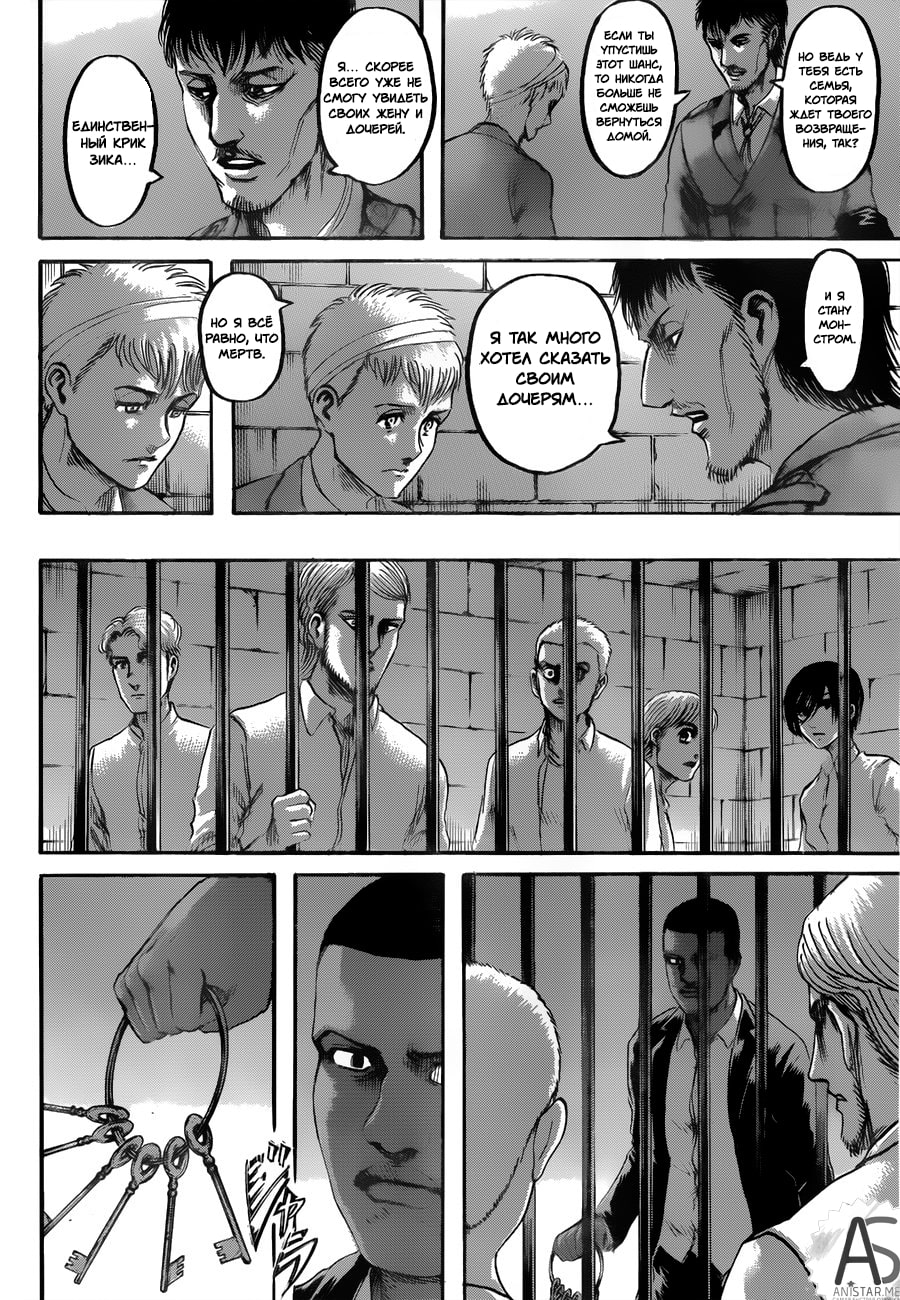 НО ВЕДЬ У
ТЕБЯ ЕСТЬ
СЕМЬЯ,
КОТОРАЯ
ЖДЕТ ТВОЕГО
ВОЗВРАЩЕ-
НИЯ, ТАК?
ЕСЛИ ТЫ
УПУСТИШЬ
ЭТОТ ШАНС,
ТО НИКОГДА
БОЛЬШЕ НЕ
СМОЖЕШЬ
ВЕРНУТЬСЯ
ДОМОЙ.
Я... СКОРЕЕ
ВСЕГО УЖЕ НЕ
СМОГУ УВИДЕТЬ
СВОИХ ЖЕНУ И
ДОЧЕРЕЙ.
ЕДИНСТВЕН-
НЫЙ КРИК
ЗИКА...
И Я
СТАНУ
МОН-
СТРОМ.
Я ТАК МНОГО
ХОТЕЛ СКАЗАТЬ
СВОИМ
ДОЧЕРЯМ...
НО Я ВСЁ
РАВНО, ЧТО
МЕРТВ.
AS
ANISTAR.ME